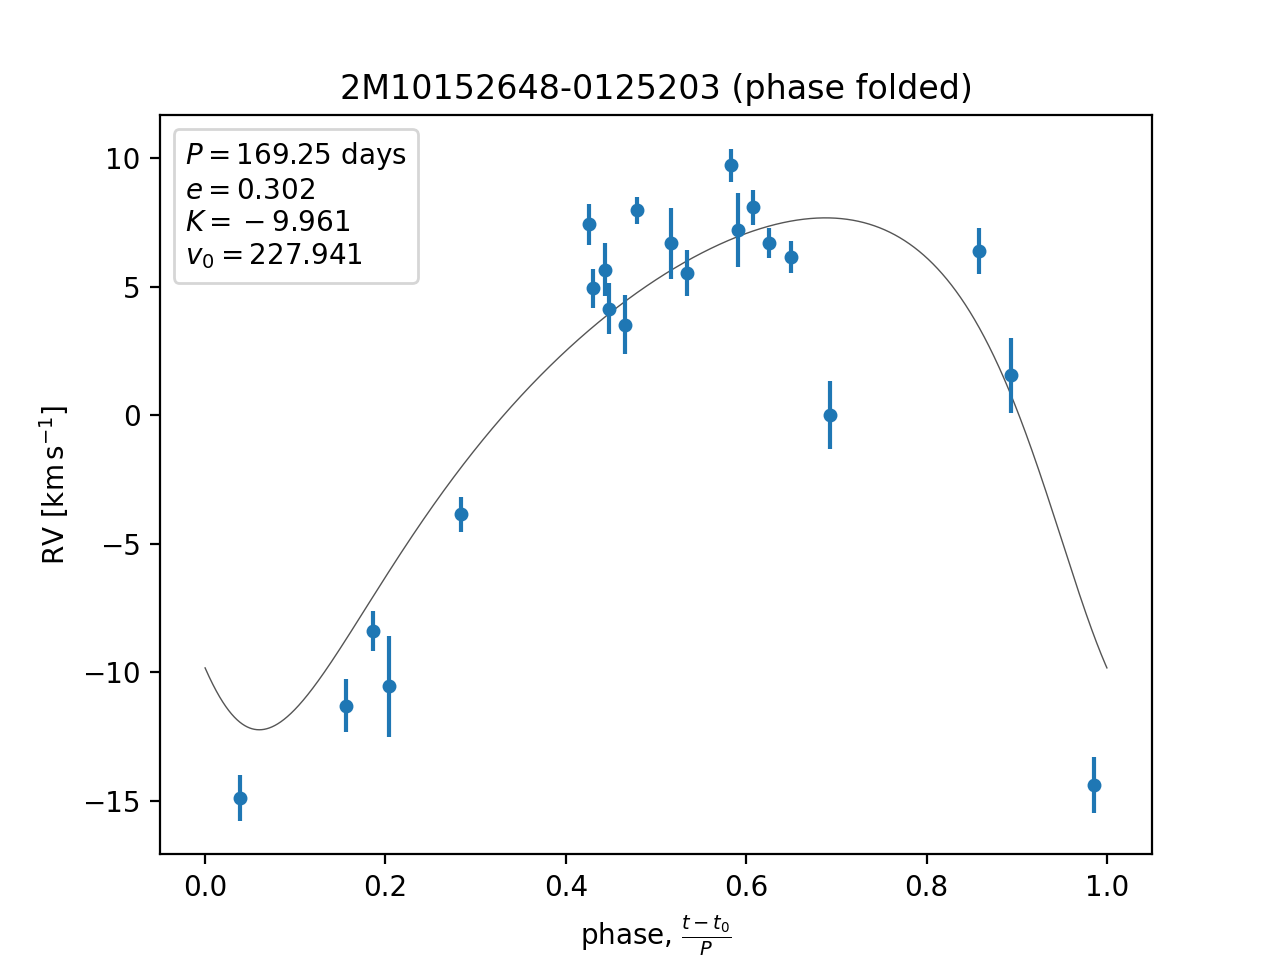 2M10152648-0125203 (phase folded)
P = 169.25 days
e = 0.302
K = −9.961
v₀ = 227.941
10
5
0
−5
−10
−15
RV [km s⁻¹]
0.0 0.2 0.4 0.6 0.8 1.0
phase, (t − t₀)/P